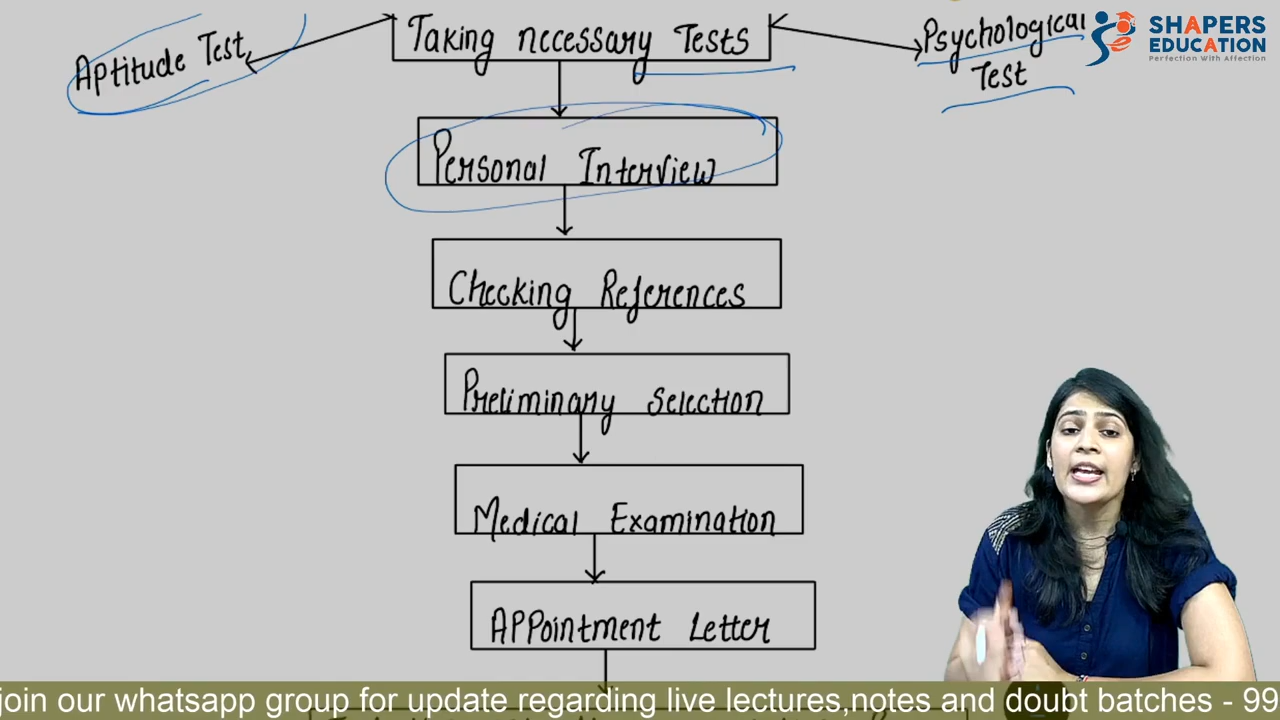 Aptitude Test
Taking nccessary Tests
Psychological
Test
SHAPERS
EDUCATION
Perfection With Affection
Personal Interview
Checking References
Preliminary Selection
Medical Examination
Appointment Letter
join our whatsapp group for update regarding live lectures,notes and doubt batches - 99